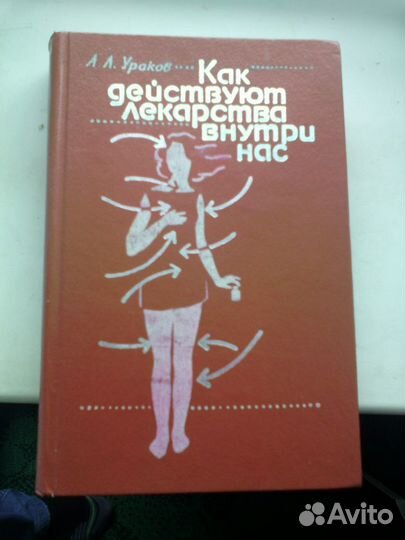 А. Л. Ураков
Как
действуют
лекарства
внутри
нас
Avito